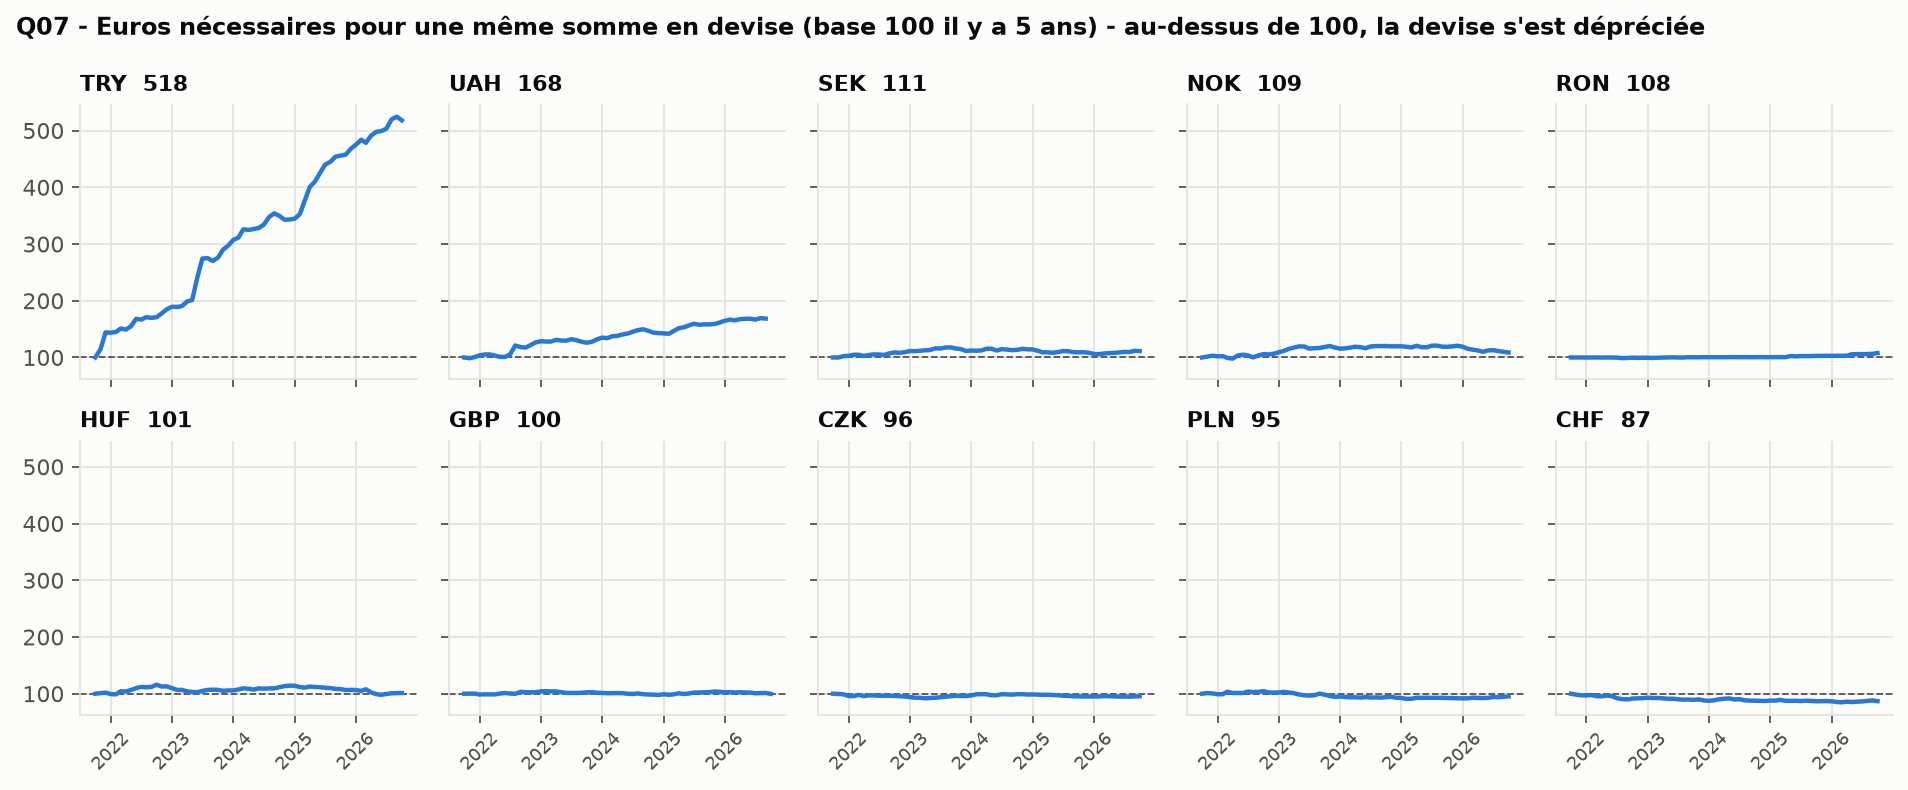 Q07 - Euros nécessaires pour une même somme en devise (base 100 il y a 5 ans) - au-dessus de 100, la devise s'est dépréciée
TRY 518
UAH 168
SEK 111
NOK 109
RON 108
500
400
300
200
100
HUF 101
GBP 100
CZK 96
PLN 95
CHF 87
500
400
300
200
100
2022 2023 2024 2025 2026
2022 2023 2024 2025 2026
2022 2023 2024 2025 2026
2022 2023 2024 2025 2026
2022 2023 2024 2025 2026